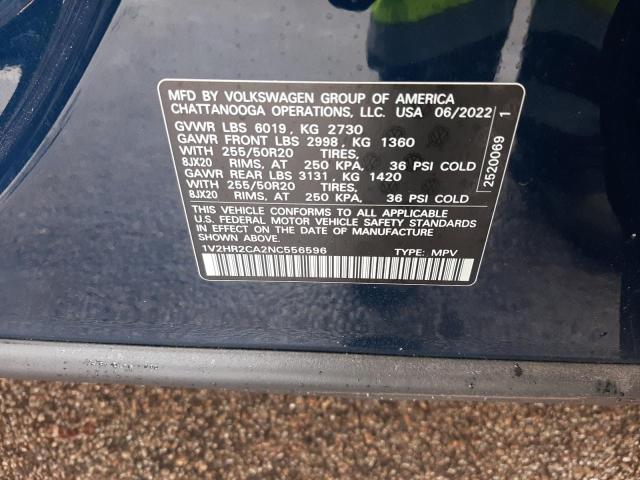 MFD BY VOLKSWAGEN GROUP OF AMERICA
CHATTANOOGA OPERATIONS, LLC. USA 06/2022
GVWR LBS 6019, KG 2730
GAWR FRONT LBS 2998, KG 1360
WITH 255/50R20 TIRES,
8JX20 RIMS, AT 250 KPA, 36 PSI COLD
GAWR REAR LBS 3131, KG 1420
WITH 255/50R20 TIRES,
8JX20 RIMS, AT 250 KPA, 36 PSI COLD
THIS VEHICLE CONFORMS TO ALL APPLICABLE
U.S. FEDERAL MOTOR VEHICLE SAFETY STANDARDS
IN EFFECT ON THE DATE OF MANUFACTURE
SHOWN ABOVE.
1V2HR2CA2NC556596 TYPE: MPV
2520069 1